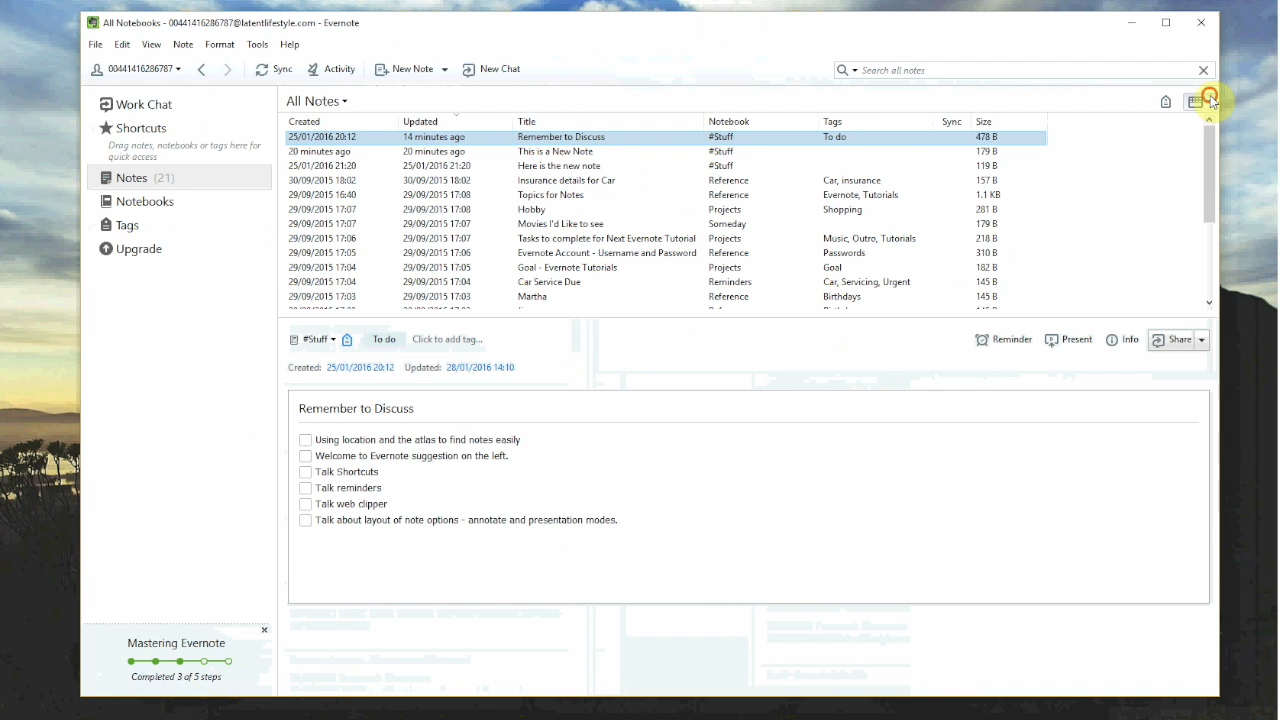 All Notebooks - 00441416286787@latentlifestyle.com - Evernote
File Edit View Note Format Tools Help
00441416286787 Sync Activity New Note New Chat Search all notes
Work Chat
Shortcuts
Drag notes, notebooks or tags here for
quick access
Notes (21)
Notebooks
Tags
Upgrade
All Notes
Created Updated Title Notebook Tags Sync Size
25/01/2016 20:12 14 minutes ago Remember to Discuss #Stuff To do 478 B
20 minutes ago 20 minutes ago This is a New Note #Stuff 179 B
25/01/2016 21:20 25/01/2016 21:20 Here is the new note #Stuff 119 B
30/09/2015 18:02 30/09/2015 18:02 Insurance details for Car Reference Car, insurance 157 B
29/09/2015 16:40 29/09/2015 17:08 Topics for Notes Reference Evernote, Tutorials 1.1 KB
29/09/2015 17:07 29/09/2015 17:08 Hobby Projects Shopping 281 B
29/09/2015 17:07 29/09/2015 17:07 Movies I'd Like to see Someday 179 B
29/09/2015 17:06 29/09/2015 17:07 Tasks to complete for Next Evernote Tutorial Projects Music, Outro, Tutorials 218 B
29/09/2015 17:05 29/09/2015 17:06 Evernote Account - Username and Password Reference Passwords 310 B
29/09/2015 17:04 29/09/2015 17:05 Goal - Evernote Tutorials Projects Goal 182 B
29/09/2015 17:04 29/09/2015 17:04 Car Service Due Reminders Car, Servicing, Urgent 145 B
29/09/2015 17:03 29/09/2015 17:04 Martha Reference Birthdays 145 B
#Stuff To do Click to add tag... Reminder Present Info Share
Created: 25/01/2016 20:12 Updated: 28/01/2016 14:10
Remember to Discuss
Using location and the atlas to find notes easily
Welcome to Evernote suggestion on the left.
Talk Shortcuts
Talk reminders
Talk web clipper
Talk about layout of note options - annotate and presentation modes.
Mastering Evernote
Completed 3 of 5 steps